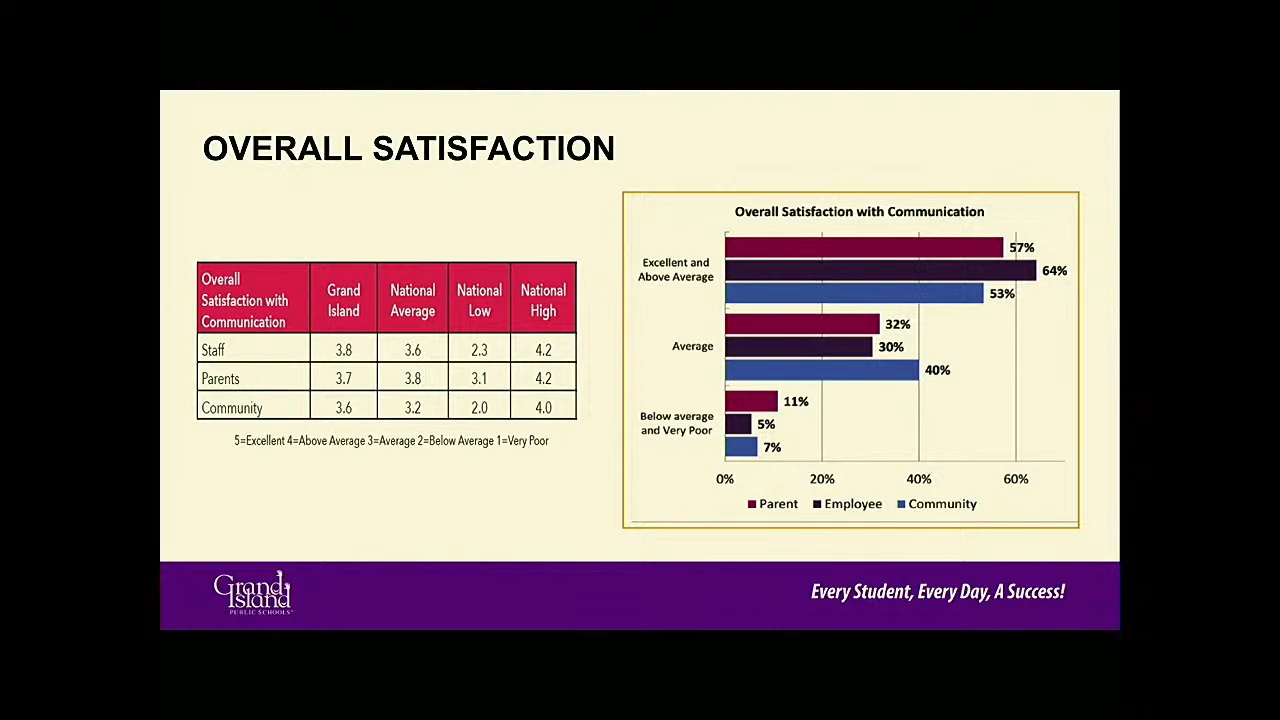 OVERALL SATISFACTION
Overall
Satisfaction with
Communication
Grand
Island
National
Average
National
Low
National
High
Staff 3.8 3.6 2.3 4.2
Parents 3.7 3.8 3.1 4.2
Community 3.6 3.2 2.0 4.0
5=Excellent 4=Above Average 3=Average 2=Below Average 1=Very Poor
Overall Satisfaction with Communication
Excellent and
Above Average
57%
64%
53%
Average
32%
30%
40%
Below average
and Very Poor
11%
5%
7%
0% 20% 40% 60%
Parent Employee Community
Grand
Island
PUBLIC SCHOOLS
Every Student, Every Day, A Success!